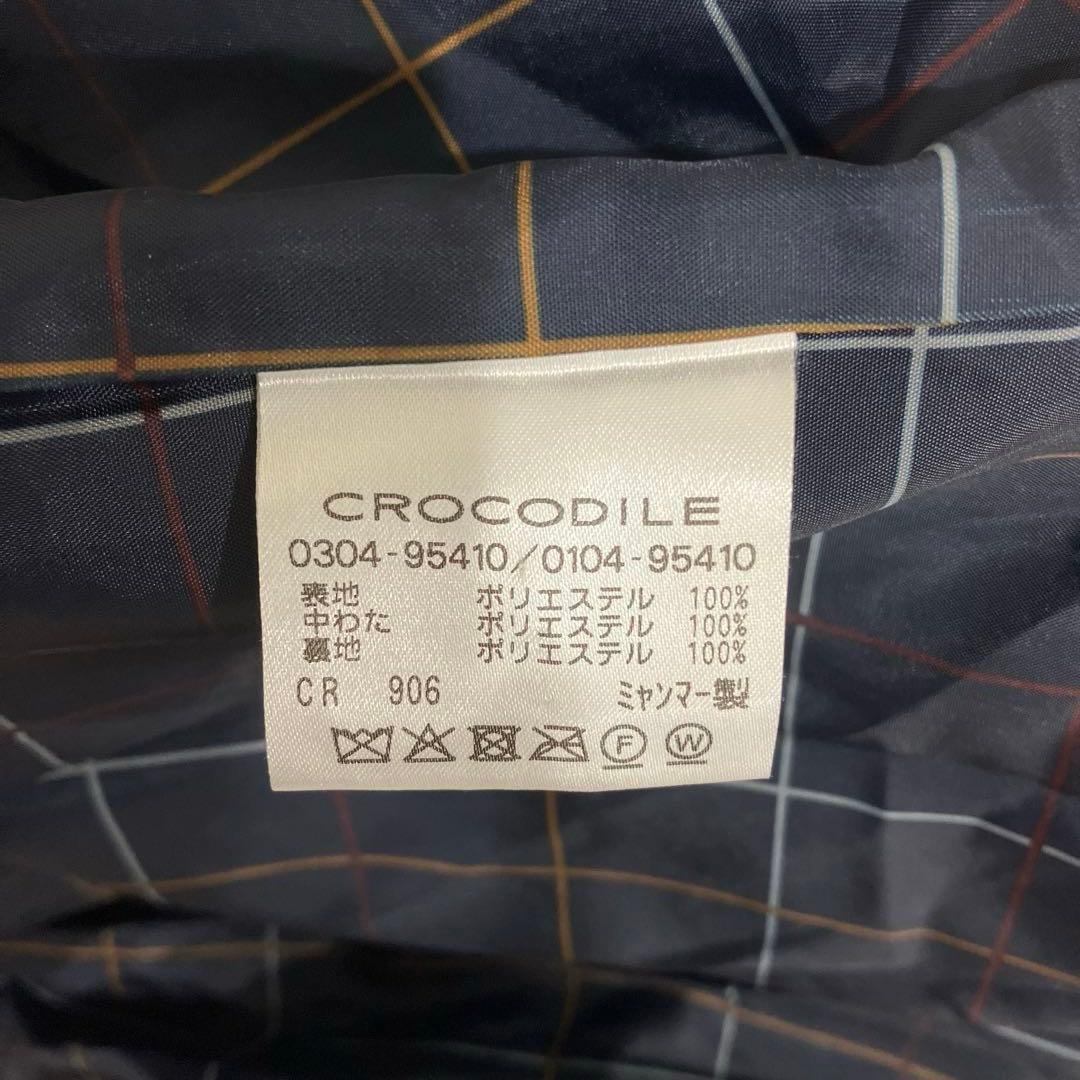 CROCODILE
0304-95410/0104-95410
表地 ポリエステル 100%
中わた ポリエステル 100%
裏地 ポリエステル 100%
CR 906 ミャンマー製
F W